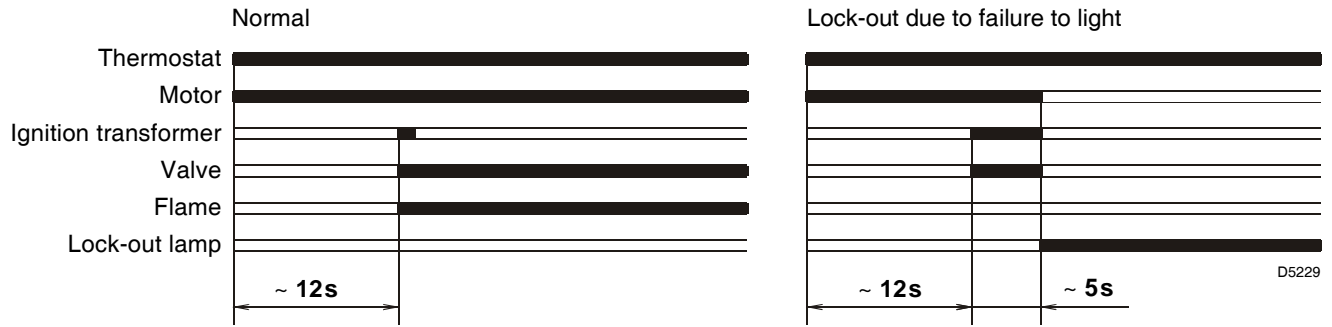 Normal
Lock-out due to failure to light
Thermostat
Motor
Ignition transformer
Valve
Flame
Lock-out lamp
D5229
~ 12s
~ 12s
~ 5s